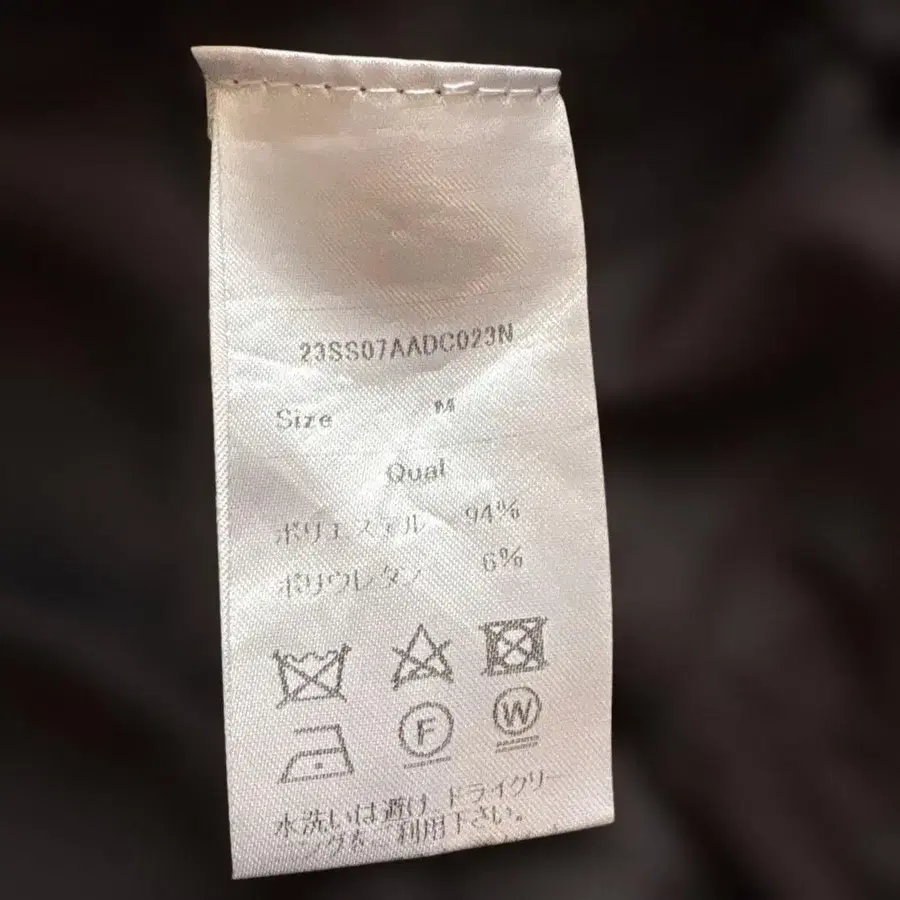 23SS07AADC023N
Size M
Qual
ポリエステル 94%
ポリウレタン 6%
F W
水洗いは避け、ドライクリー
ングをご利用下さい。